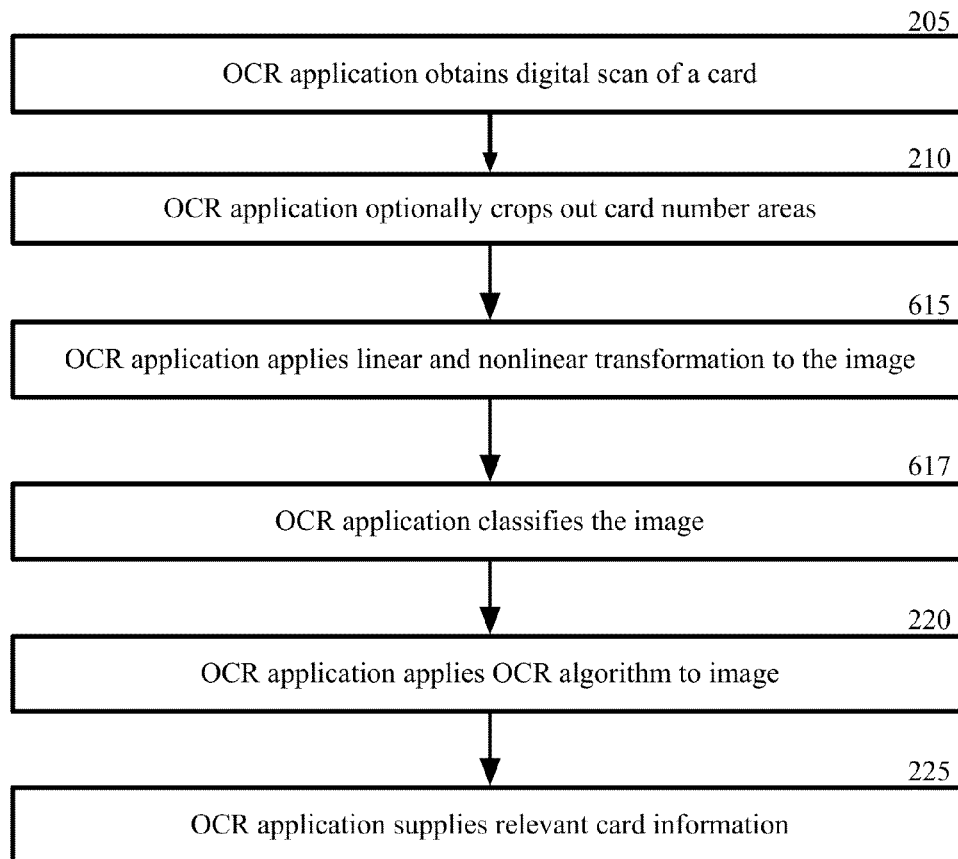 205
OCR application obtains digital scan of a card
210
OCR application optionally crops out card number areas
615
OCR application applies linear and nonlinear transformation to the image
617
OCR application classifies the image
220
OCR application applies OCR algorithm to image
225
OCR application supplies relevant card information